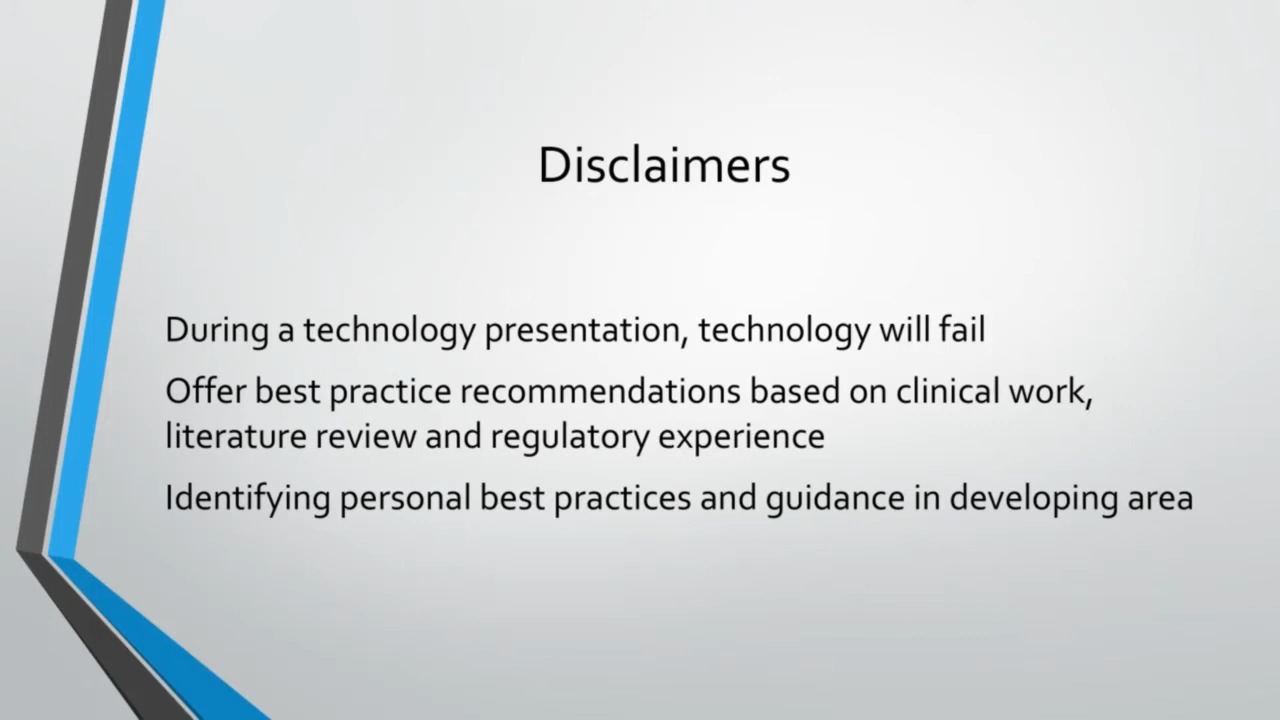 Disclaimers
During a technology presentation, technology will fail
Offer best practice recommendations based on clinical work,
literature review and regulatory experience
Identifying personal best practices and guidance in developing area